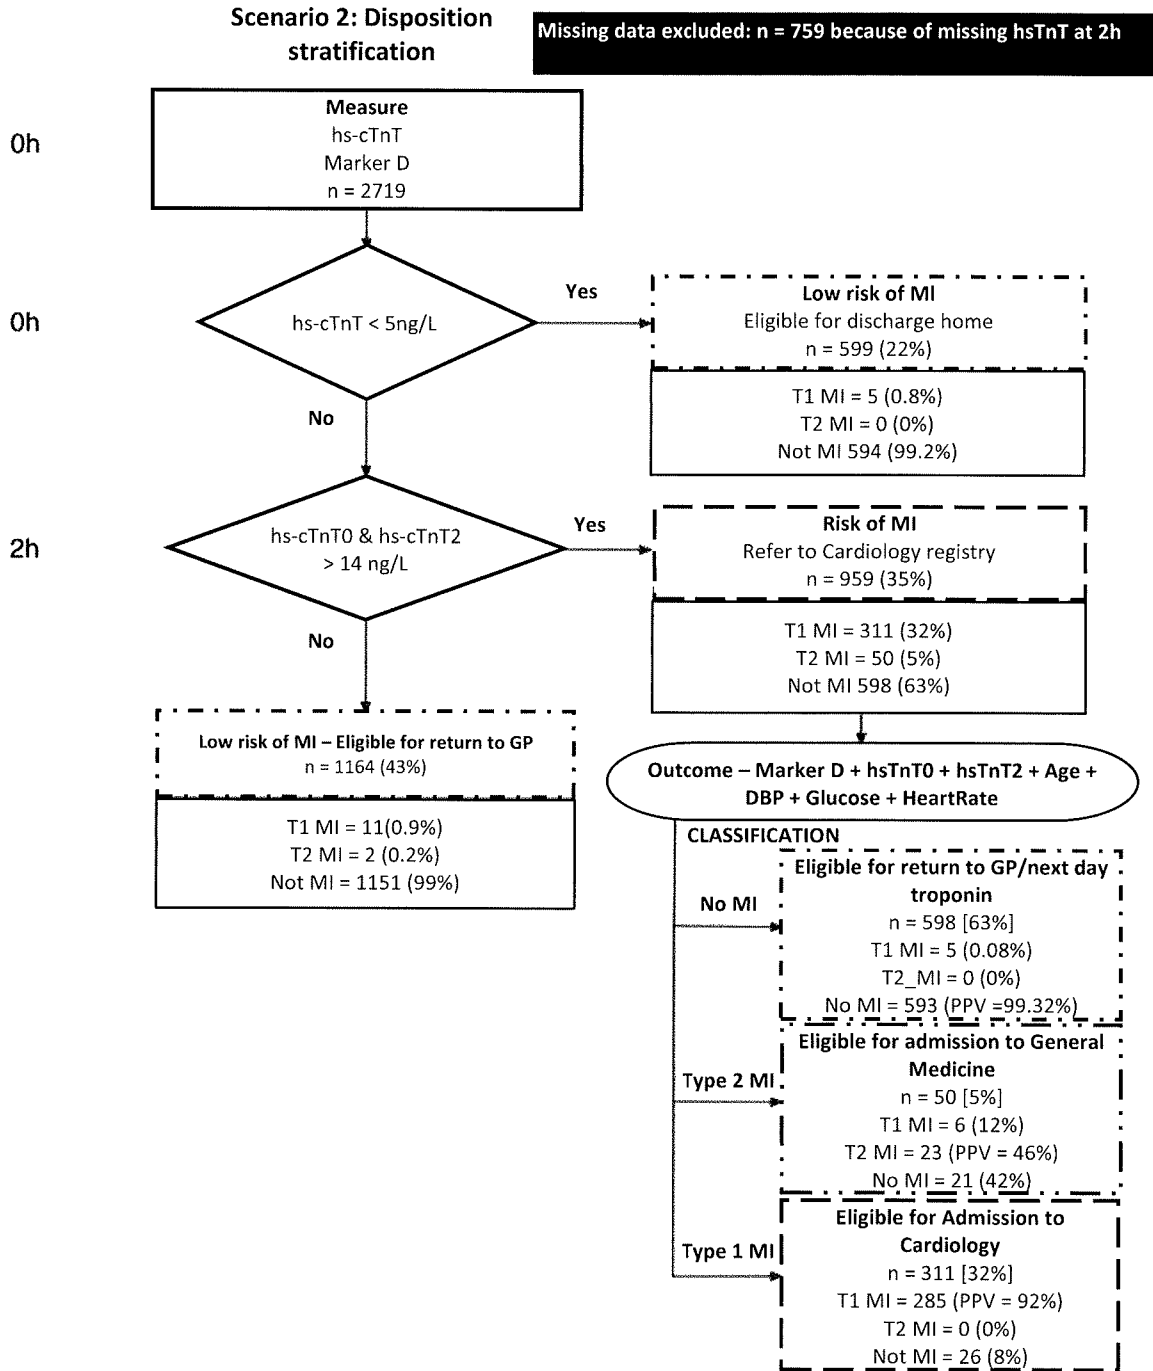 Scenario 2: Disposition
stratification
Missing data excluded: n = 759 because of missing hsTnT at 2h
0h
Measure
hs-cTnT
Marker D
n = 2719
0h
hs-cTnT < 5ng/L
Yes
Low risk of MI
Eligible for discharge home
n = 599 (22%)
T1 MI = 5 (0.8%)
T2 MI = 0 (0%)
Not MI 594 (99.2%)
No
2h
hs-cTnT0 & hs-cTnT2
> 14 ng/L
Yes
Risk of MI
Refer to Cardiology registry
n = 959 (35%)
T1 MI = 311 (32%)
T2 MI = 50 (5%)
Not MI 598 (63%)
No
Low risk of MI – Eligible for return to GP
n = 1164 (43%)
T1 MI = 11(0.9%)
T2 MI = 2 (0.2%)
Not MI = 1151 (99%)
Outcome – Marker D + hsTnT0 + hsTnT2 + Age +
DBP + Glucose + HeartRate
CLASSIFICATION
No MI
Eligible for return to GP/next day
troponin
n = 598 [63%]
T1 MI = 5 (0.08%)
T2_MI = 0 (0%)
No MI = 593 (PPV =99.32%)
Type 2 MI
Eligible for admission to General
Medicine
n = 50 [5%]
T1 MI = 6 (12%)
T2 MI = 23 (PPV = 46%)
No MI = 21 (42%)
Type 1 MI
Eligible for Admission to
Cardiology
n = 311 [32%]
T1 MI = 285 (PPV = 92%)
T2 MI = 0 (0%)
Not MI = 26 (8%)